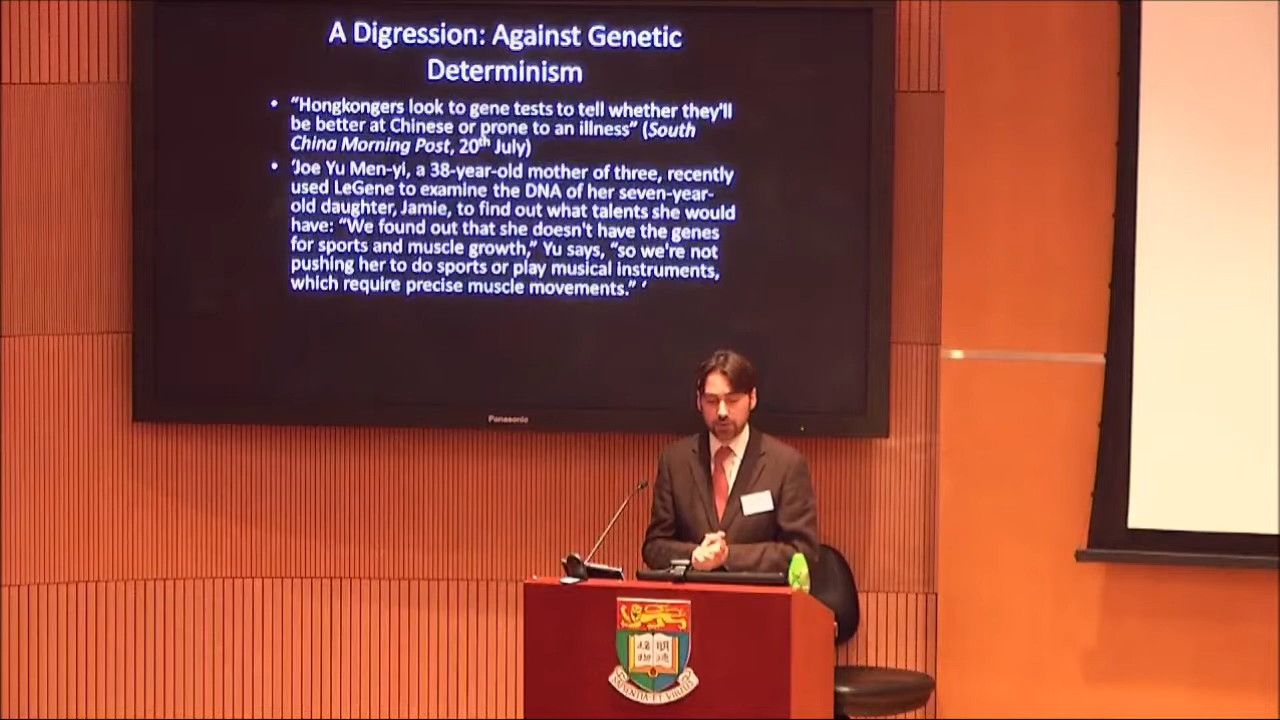 A Digression: Against Genetic
Determinism
• "Hongkongers look to gene tests to tell whether they'll
be better at Chinese or prone to an illness" (South
China Morning Post, 20th July)
• 'Joe Yu Men-yi, a 38-year-old mother of three, recently
used LeGene to examine the DNA of her seven-year-
old daughter, Jamie, to find out what talents she would
have: "We found out that she doesn't have the genes
for sports and muscle growth," Yu says, "so we're not
pushing her to do sports or play musical instruments,
which require precise muscle movements." '
Panasonic
SAPIENTIA ET VIRTUS